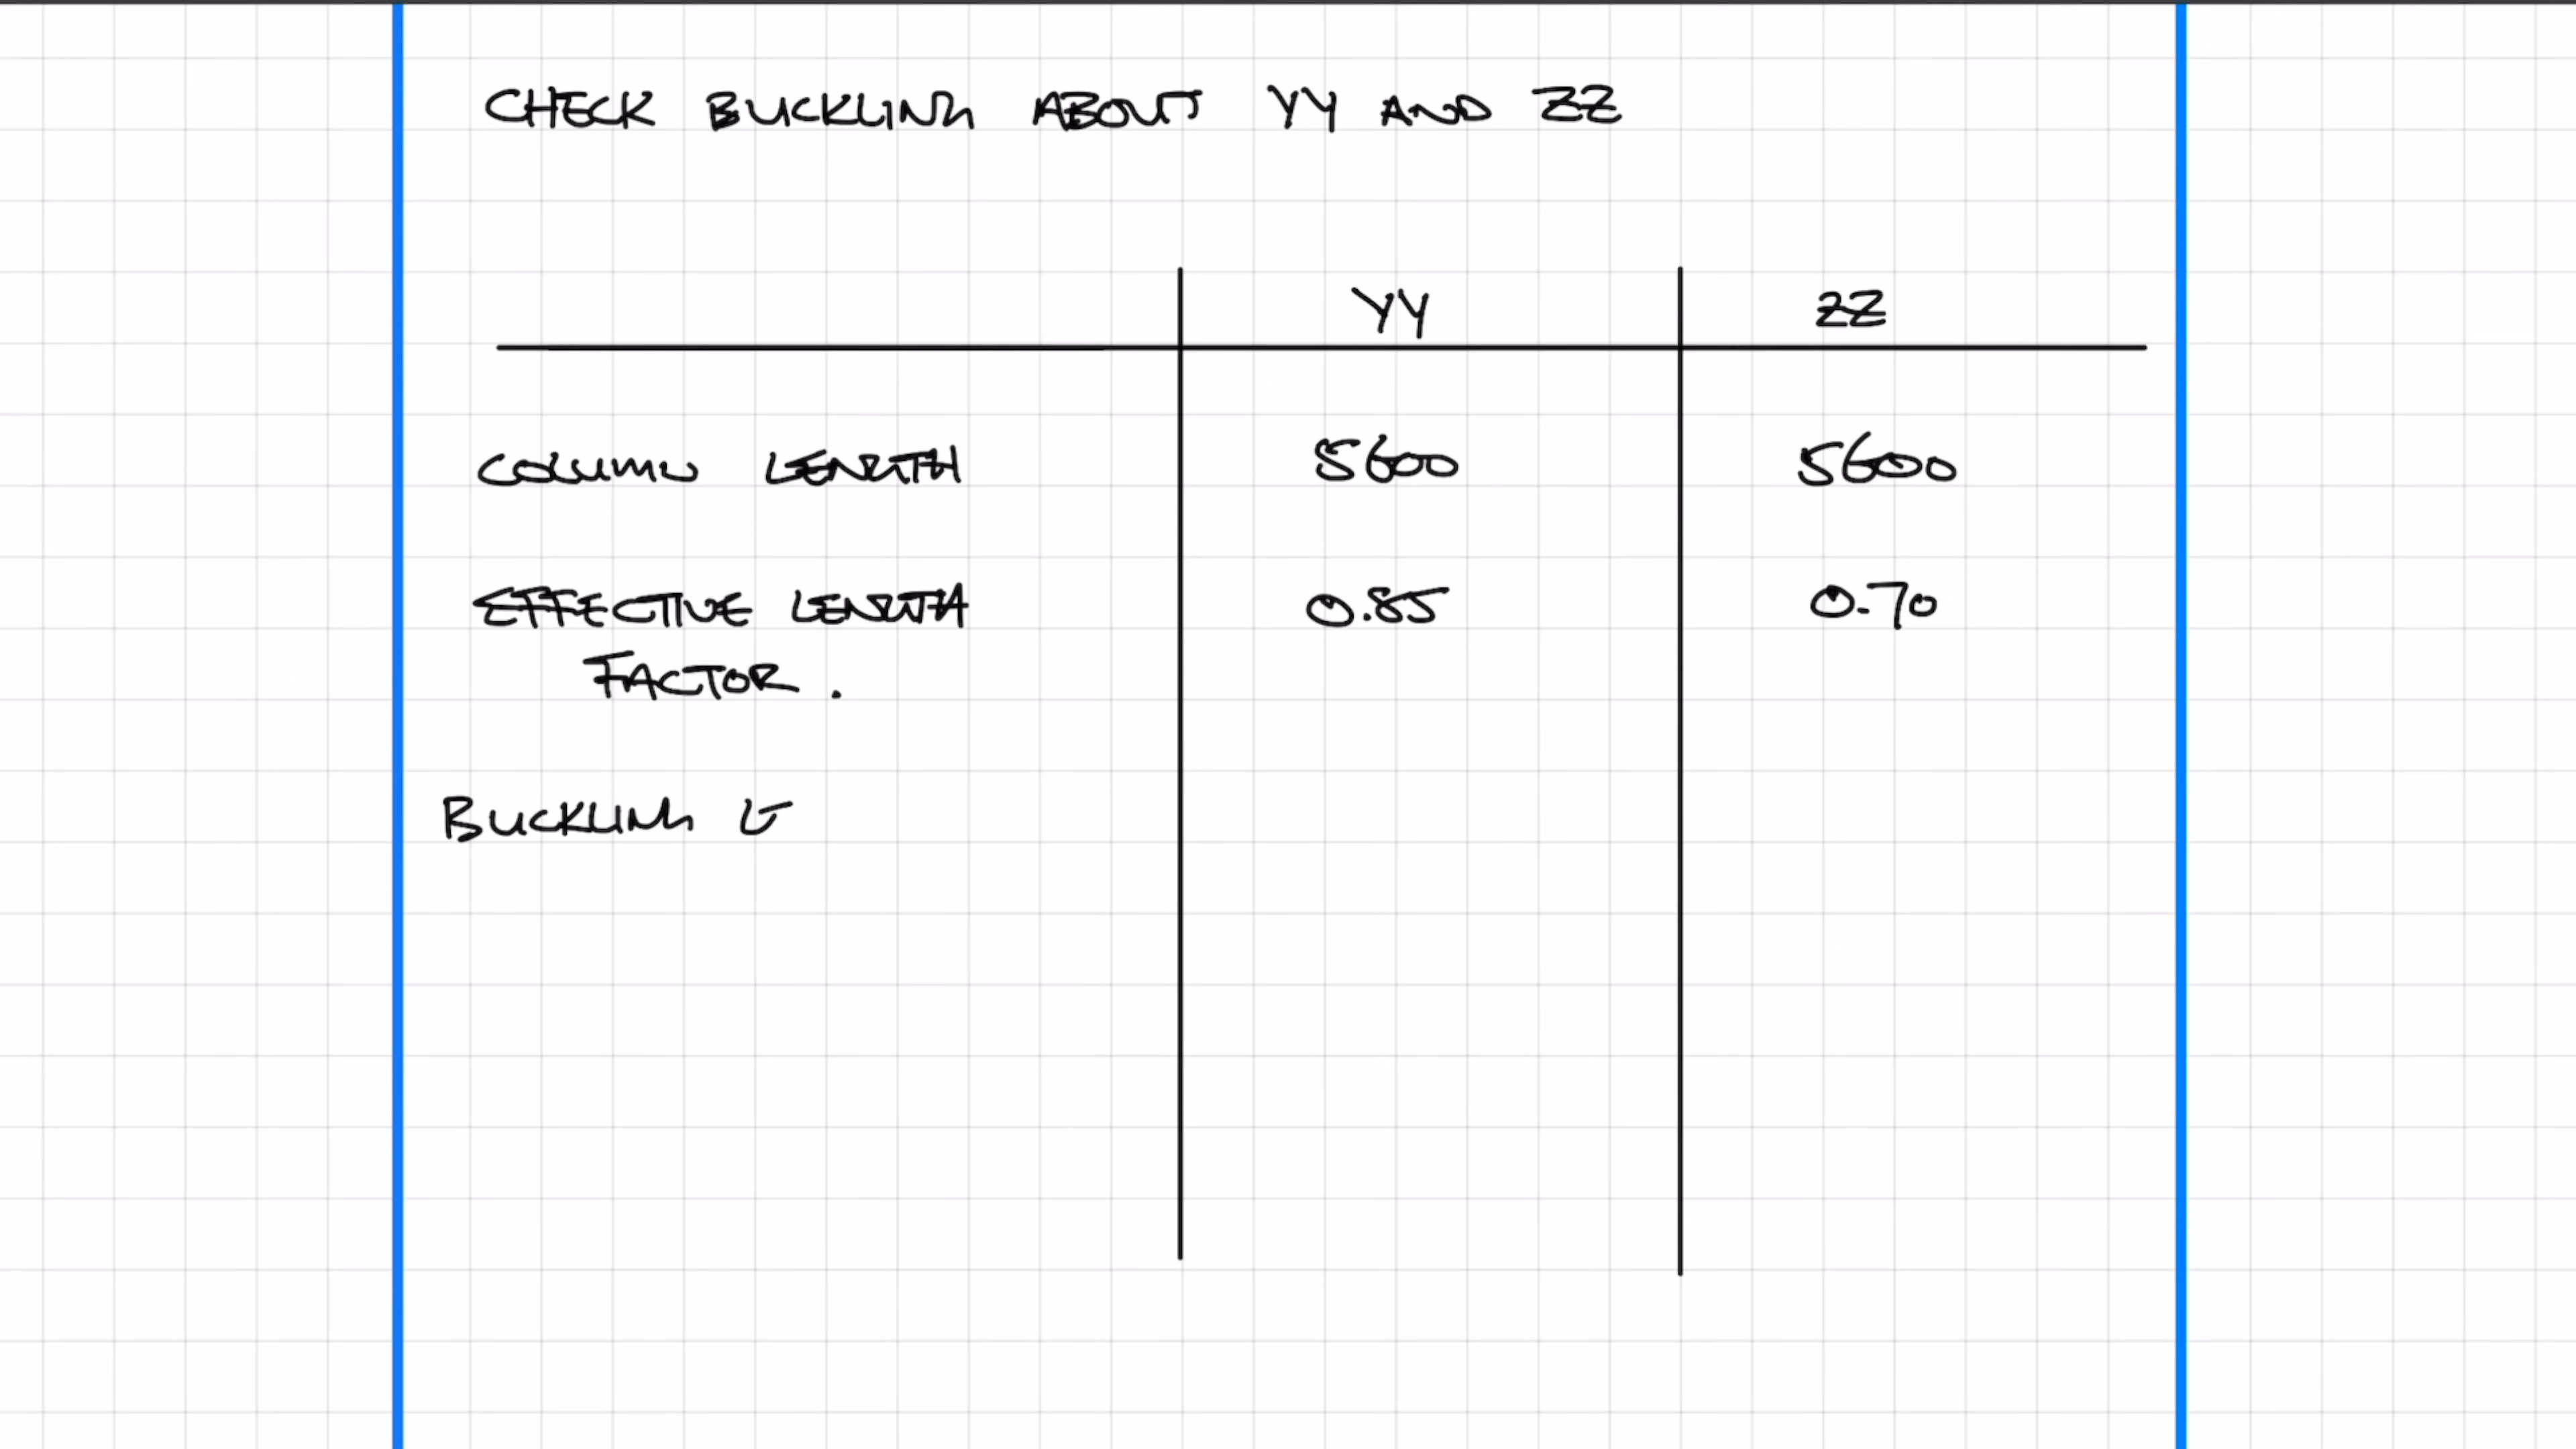 CHECK BUCKLING ABOUT YY AND ZZ
YY ZZ
COLUMN LENGTH 5600 5600
EFFECTIVE LENGTH 0.85 0.70
FACTOR.
BUCKLING LE